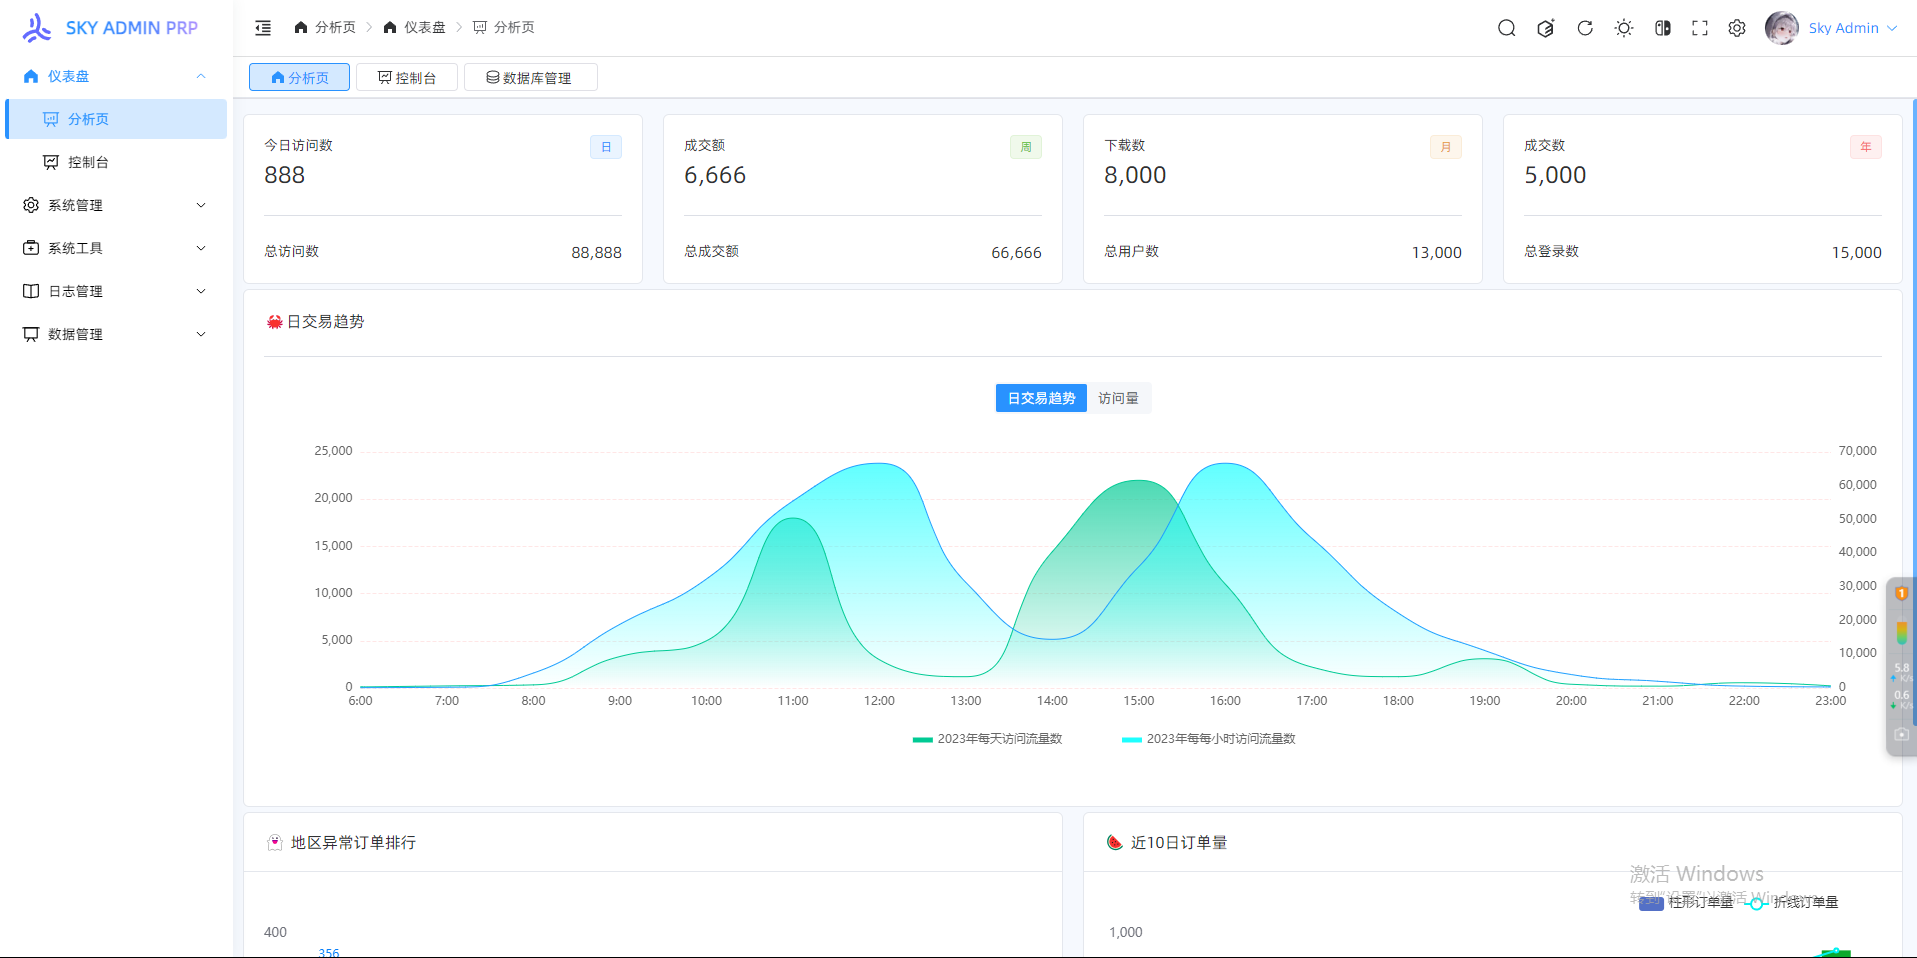 SKY ADMIN PRP
分析页
仪表盘
分析页
Sky Admin
仪表盘
分析页
控制台
系统管理
系统工具
日志管理
数据管理
分析页
控制台
数据库管理
今日访问数
日
888
总访问数
88,888
成交额
周
6,666
总成交额
66,666
下载数
月
8,000
总用户数
13,000
成交数
年
5,000
总登录数
15,000
日交易趋势
日交易趋势
访问量
25,000
20,000
15,000
10,000
5,000
0
70,000
60,000
50,000
40,000
30,000
20,000
10,000
0
6:00
7:00
8:00
9:00
10:00
11:00
12:00
13:00
14:00
15:00
16:00
17:00
18:00
19:00
20:00
21:00
22:00
23:00
2023年每天访问流量数
2023年每每小时访问流量数
1
5.8
K/s
0.6
K/s
地区异常订单排行
400
356
近10日订单量
激活 Windows
转到"设置"以激活 Windows。
柱形订单量
折线订单量
1,000